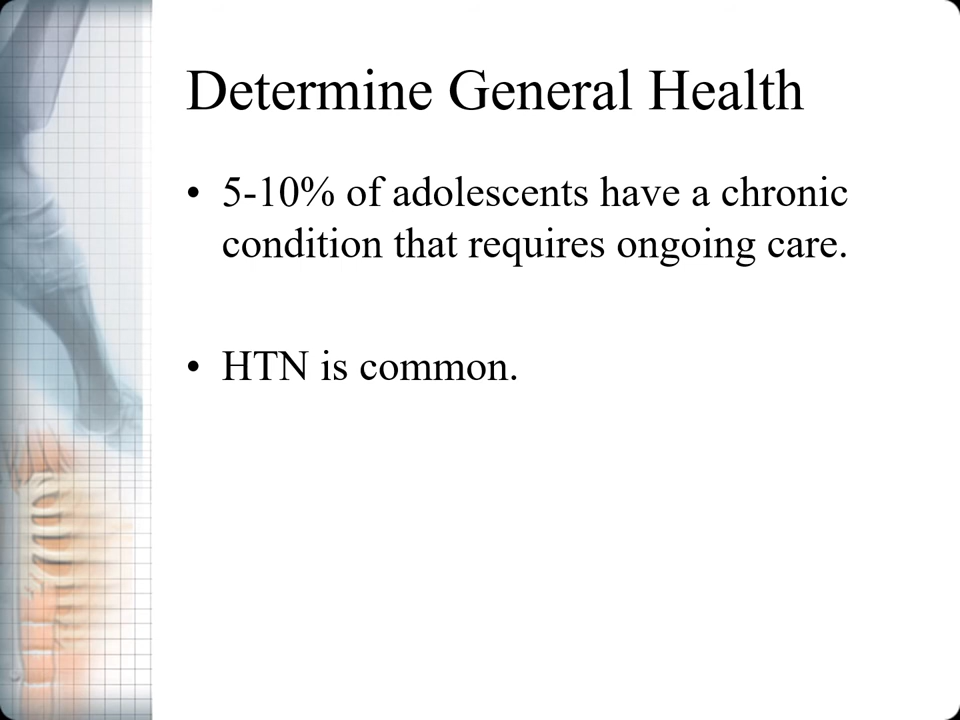 Determine General Health
• 5-10% of adolescents have a chronic
condition that requires ongoing care.
• HTN is common.